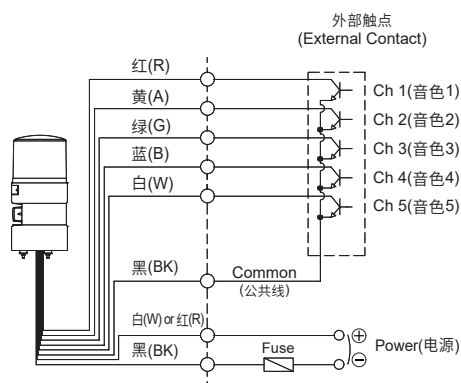 外部触点
(External Contact)
红(R)
Ch 1(音色1)
黄(A)
Ch 2(音色2)
绿(G)
Ch 3(音色3)
蓝(B)
Ch 4(音色4)
白(W)
Ch 5(音色5)
黑(BK)
Common
(公共线)
白(W) or 红(R)
Power(电源)
黑(BK)
Fuse